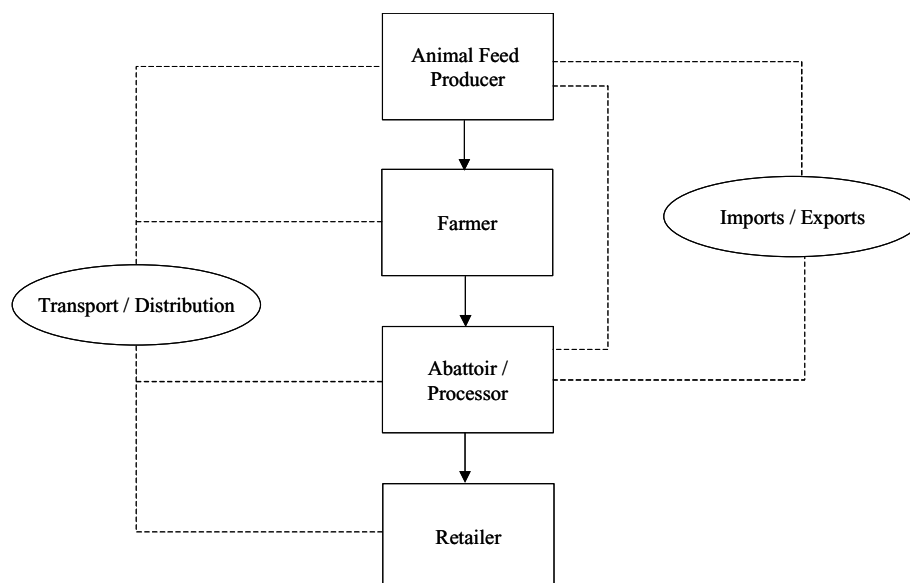 Animal Feed
Producer
Farmer
Imports / Exports
Transport / Distribution
Abattoir /
Processor
Retailer